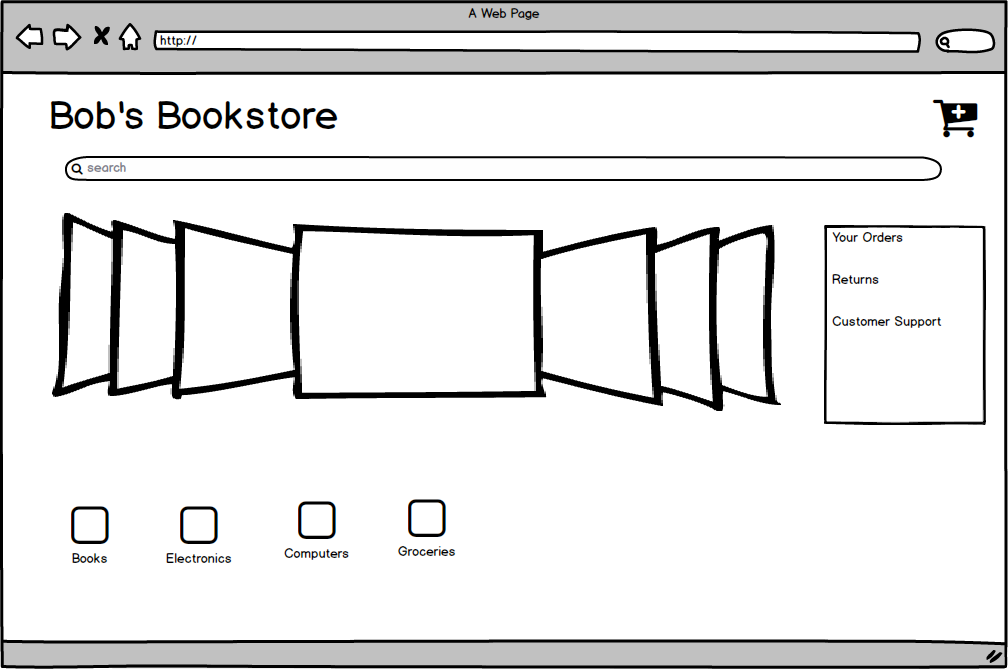 A Web Page
http://
Bob's Bookstore
search
Your Orders
Returns
Customer Support
Books
Electronics
Computers
Groceries